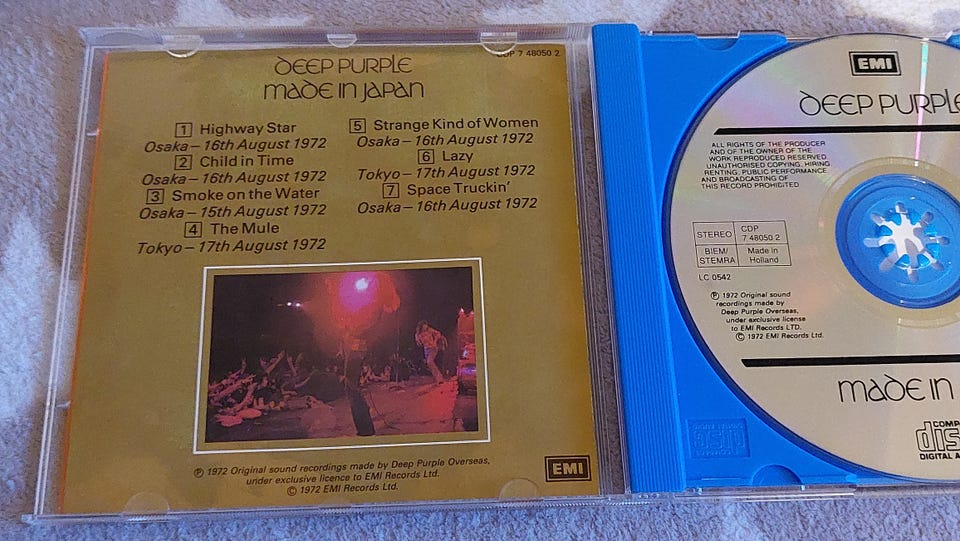 CDP 7 48050 2
DEEP PURPLE
MADE IN JAPAN
1 Highway Star
Osaka – 16th August 1972
2 Child in Time
Osaka – 16th August 1972
3 Smoke on the Water
Osaka – 15th August 1972
4 The Mule
Tokyo – 17th August 1972
5 Strange Kind of Women
Osaka – 16th August 1972
6 Lazy
Tokyo – 17th August 1972
7 Space Truckin'
Osaka – 16th August 1972
℗ 1972 Original sound recordings made by Deep Purple Overseas,
under exclusive license to EMI Records Ltd.
© 1972 EMI Records Ltd.
EMI
EMI
DEEP PURPLE
ALL RIGHTS OF THE PRODUCER
AND OF THE OWNER OF THE
WORK REPRODUCED RESERVED
UNAUTHORISED COPYING, HIRING
RENTING, PUBLIC PERFORMANCE
AND BROADCASTING OF
THIS RECORD PROHIBITED
STEREO
CDP
7 48050 2
BIEM/
STEMRA
Made in
Holland
LC 0542
℗ 1972 Original sound
recordings made by
Deep Purple Overseas,
under exclusive license
to EMI Records LTD.
© 1972 EMI Records Ltd.
MADE IN
COMP
dis
DIGITAL A